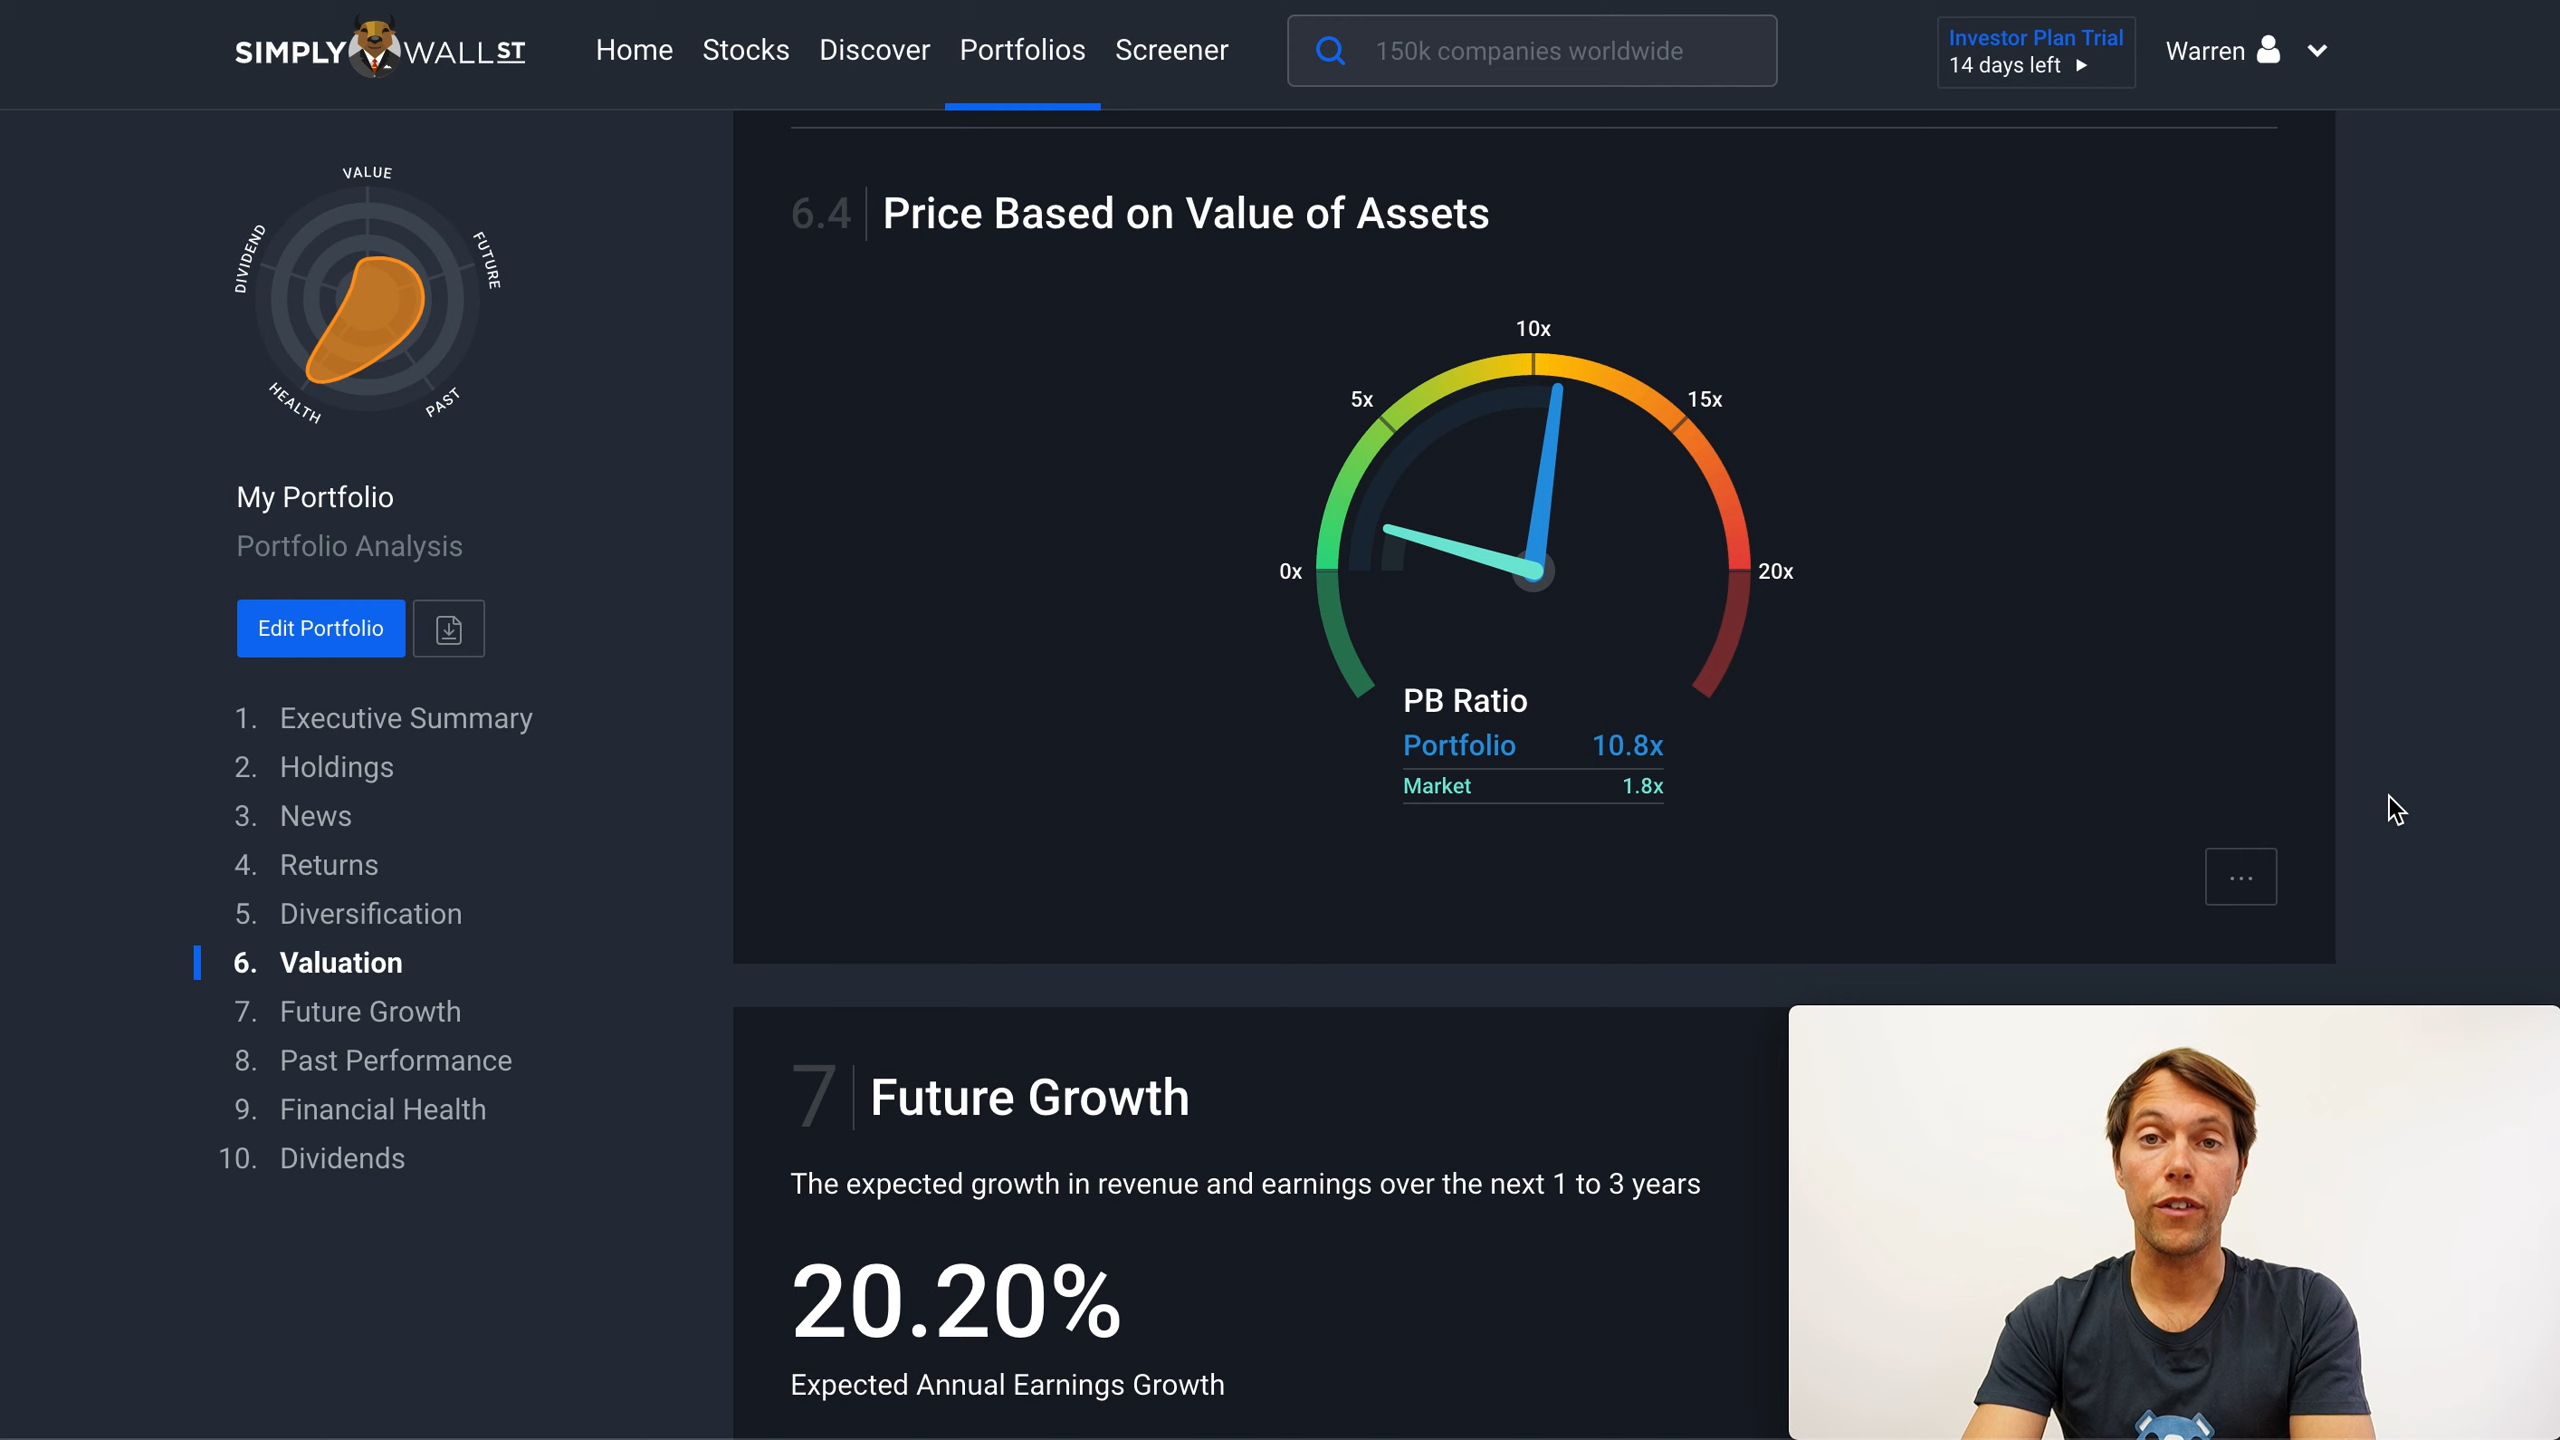 SIMPLY WALL ST
Home Stocks Discover Portfolios Screener
150k companies worldwide
Investor Plan Trial
14 days left
Warren
VALUE
FUTURE
PAST
HEALTH
DIVIDEND
My Portfolio
Portfolio Analysis
Edit Portfolio
1. Executive Summary
2. Holdings
3. News
4. Returns
5. Diversification
6. Valuation
7. Future Growth
8. Past Performance
9. Financial Health
10. Dividends
6.4 Price Based on Value of Assets
0x
5x
10x
15x
20x
PB Ratio
Portfolio 10.8x
Market 1.8x
...
7 Future Growth
The expected growth in revenue and earnings over the next 1 to 3 years
20.20%
Expected Annual Earnings Growth